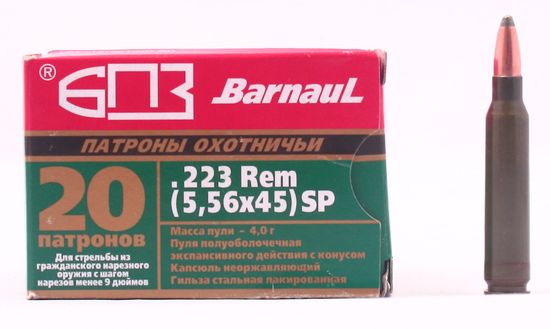 ® БПЗ Barnaul
ПАТРОНЫ ОХОТНИЧЬИ
20
патронов
Для стрельбы из
гражданского нарезного
оружия с шагом
нарезов менее 9 дюймов
.223 Rem
(5,56x45) SP
Масса пули – 4,0 г
Пуля полуоболочечная
экспансивного действия с конусом
Капсюль неоржавляющий
Гильза стальная лакированная